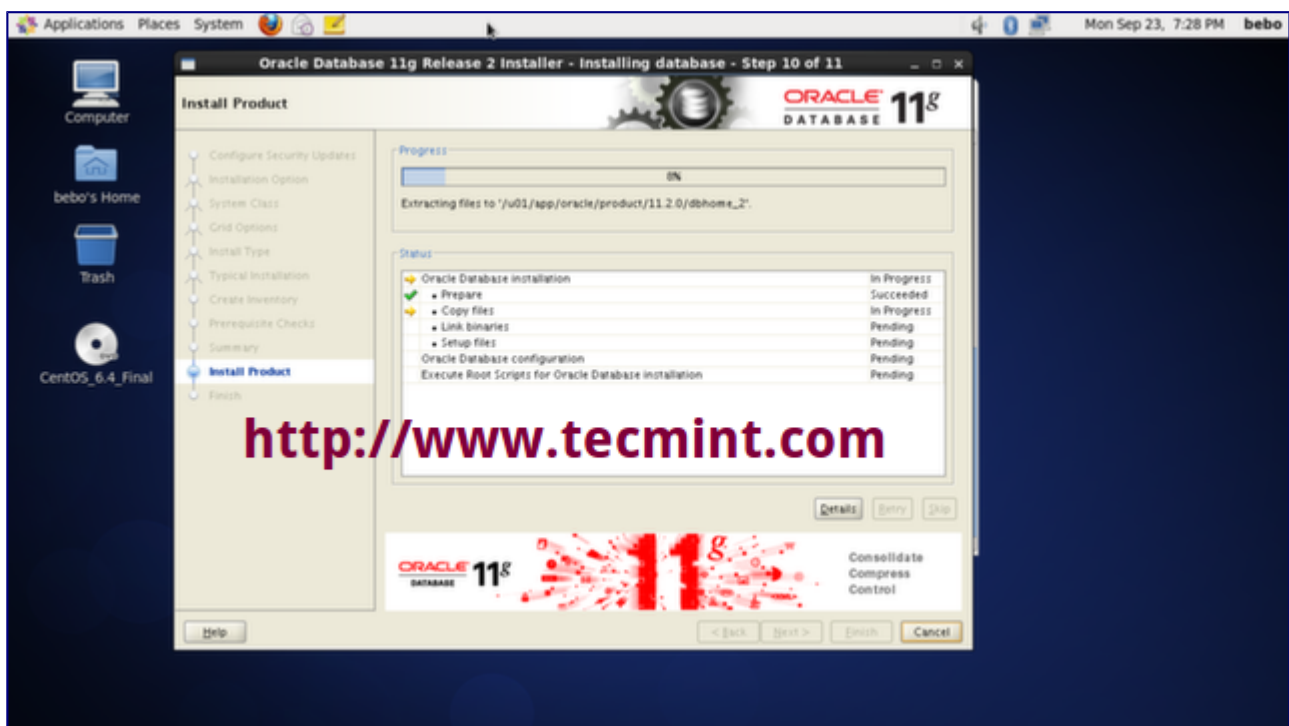 Applications Places System Mon Sep 23, 7:28 PM bebo
Computer
bebo's Home
Trash
CentOS_6.4_Final
Oracle Database 11g Release 2 Installer - Installing database - Step 10 of 11
Install Product
ORACLE DATABASE 11g
Configure Security Updates
Installation Option
System Class
Grid Options
Install Type
Typical Installation
Create Inventory
Prerequisite Checks
Summary
Install Product
Finish
Progress
8%
Extracting files to '/u01/app/oracle/product/11.2.0/dbhome_2'.
Status
Oracle Database installation In Progress
• Prepare Succeeded
• Copy files In Progress
• Link binaries Pending
• Setup files Pending
Oracle Database configuration Pending
Execute Root Scripts for Oracle Database installation Pending
http://www.tecmint.com
Details Retry Skip
ORACLE DATABASE 11g
11g
Consolidate
Compress
Control
Help < Back Next > Finish Cancel